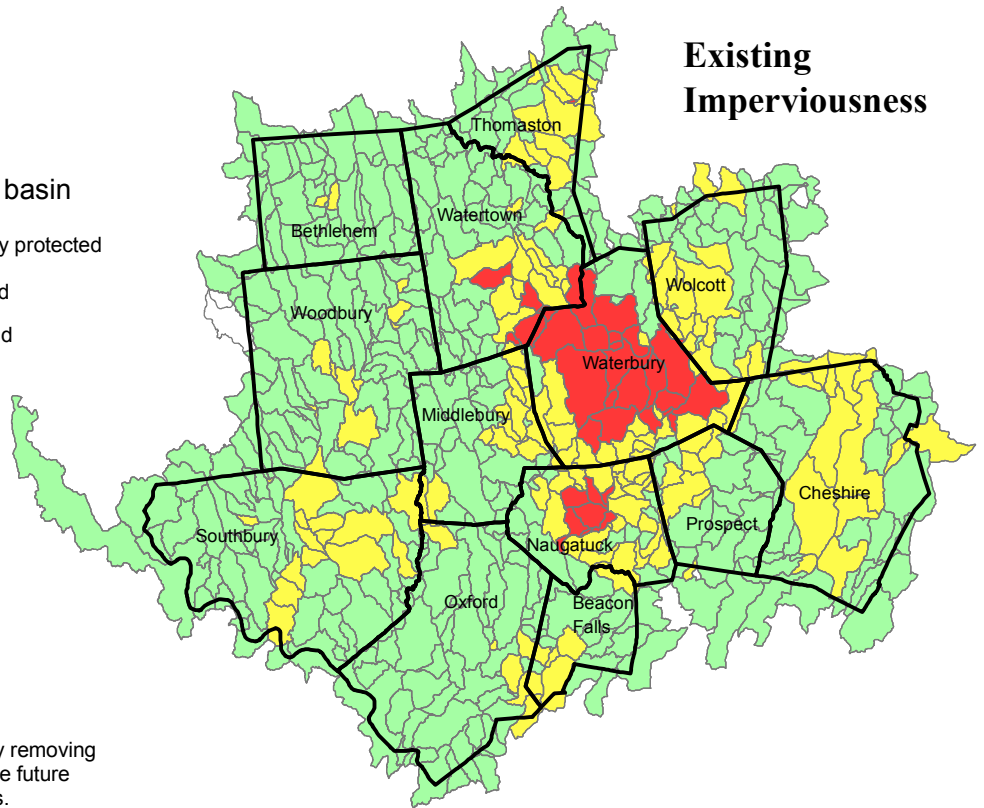 Existing
Imperviousness
basin
y protected
d
d
Thomaston
Watertown
Bethlehem
Wolcott
Woodbury
Waterbury
Middlebury
Cheshire
Prospect
Southbury
Naugatuck
Oxford
Beacon
Falls
y removing
e future
s.